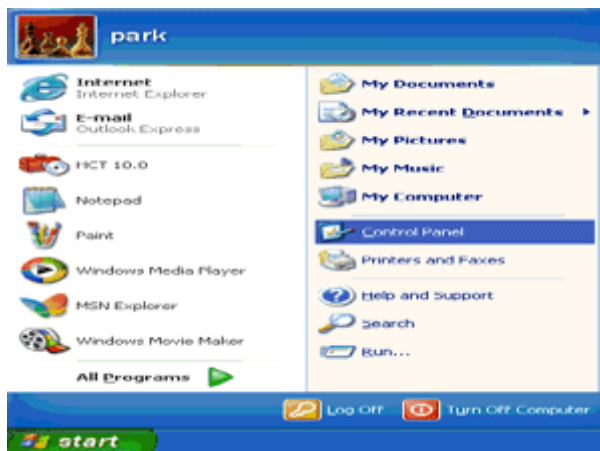 park
Internet
Internet Explorer
E-mail
Outlook Express
HCT 10.0
Notepad
Paint
Windows Media Player
MSN Explorer
Windows Movie Maker
All Programs
My Documents
My Recent Documents
My Pictures
My Music
My Computer
Control Panel
Printers and Faxes
Help and Support
Search
Run...
Log Off
Turn Off Computer
start